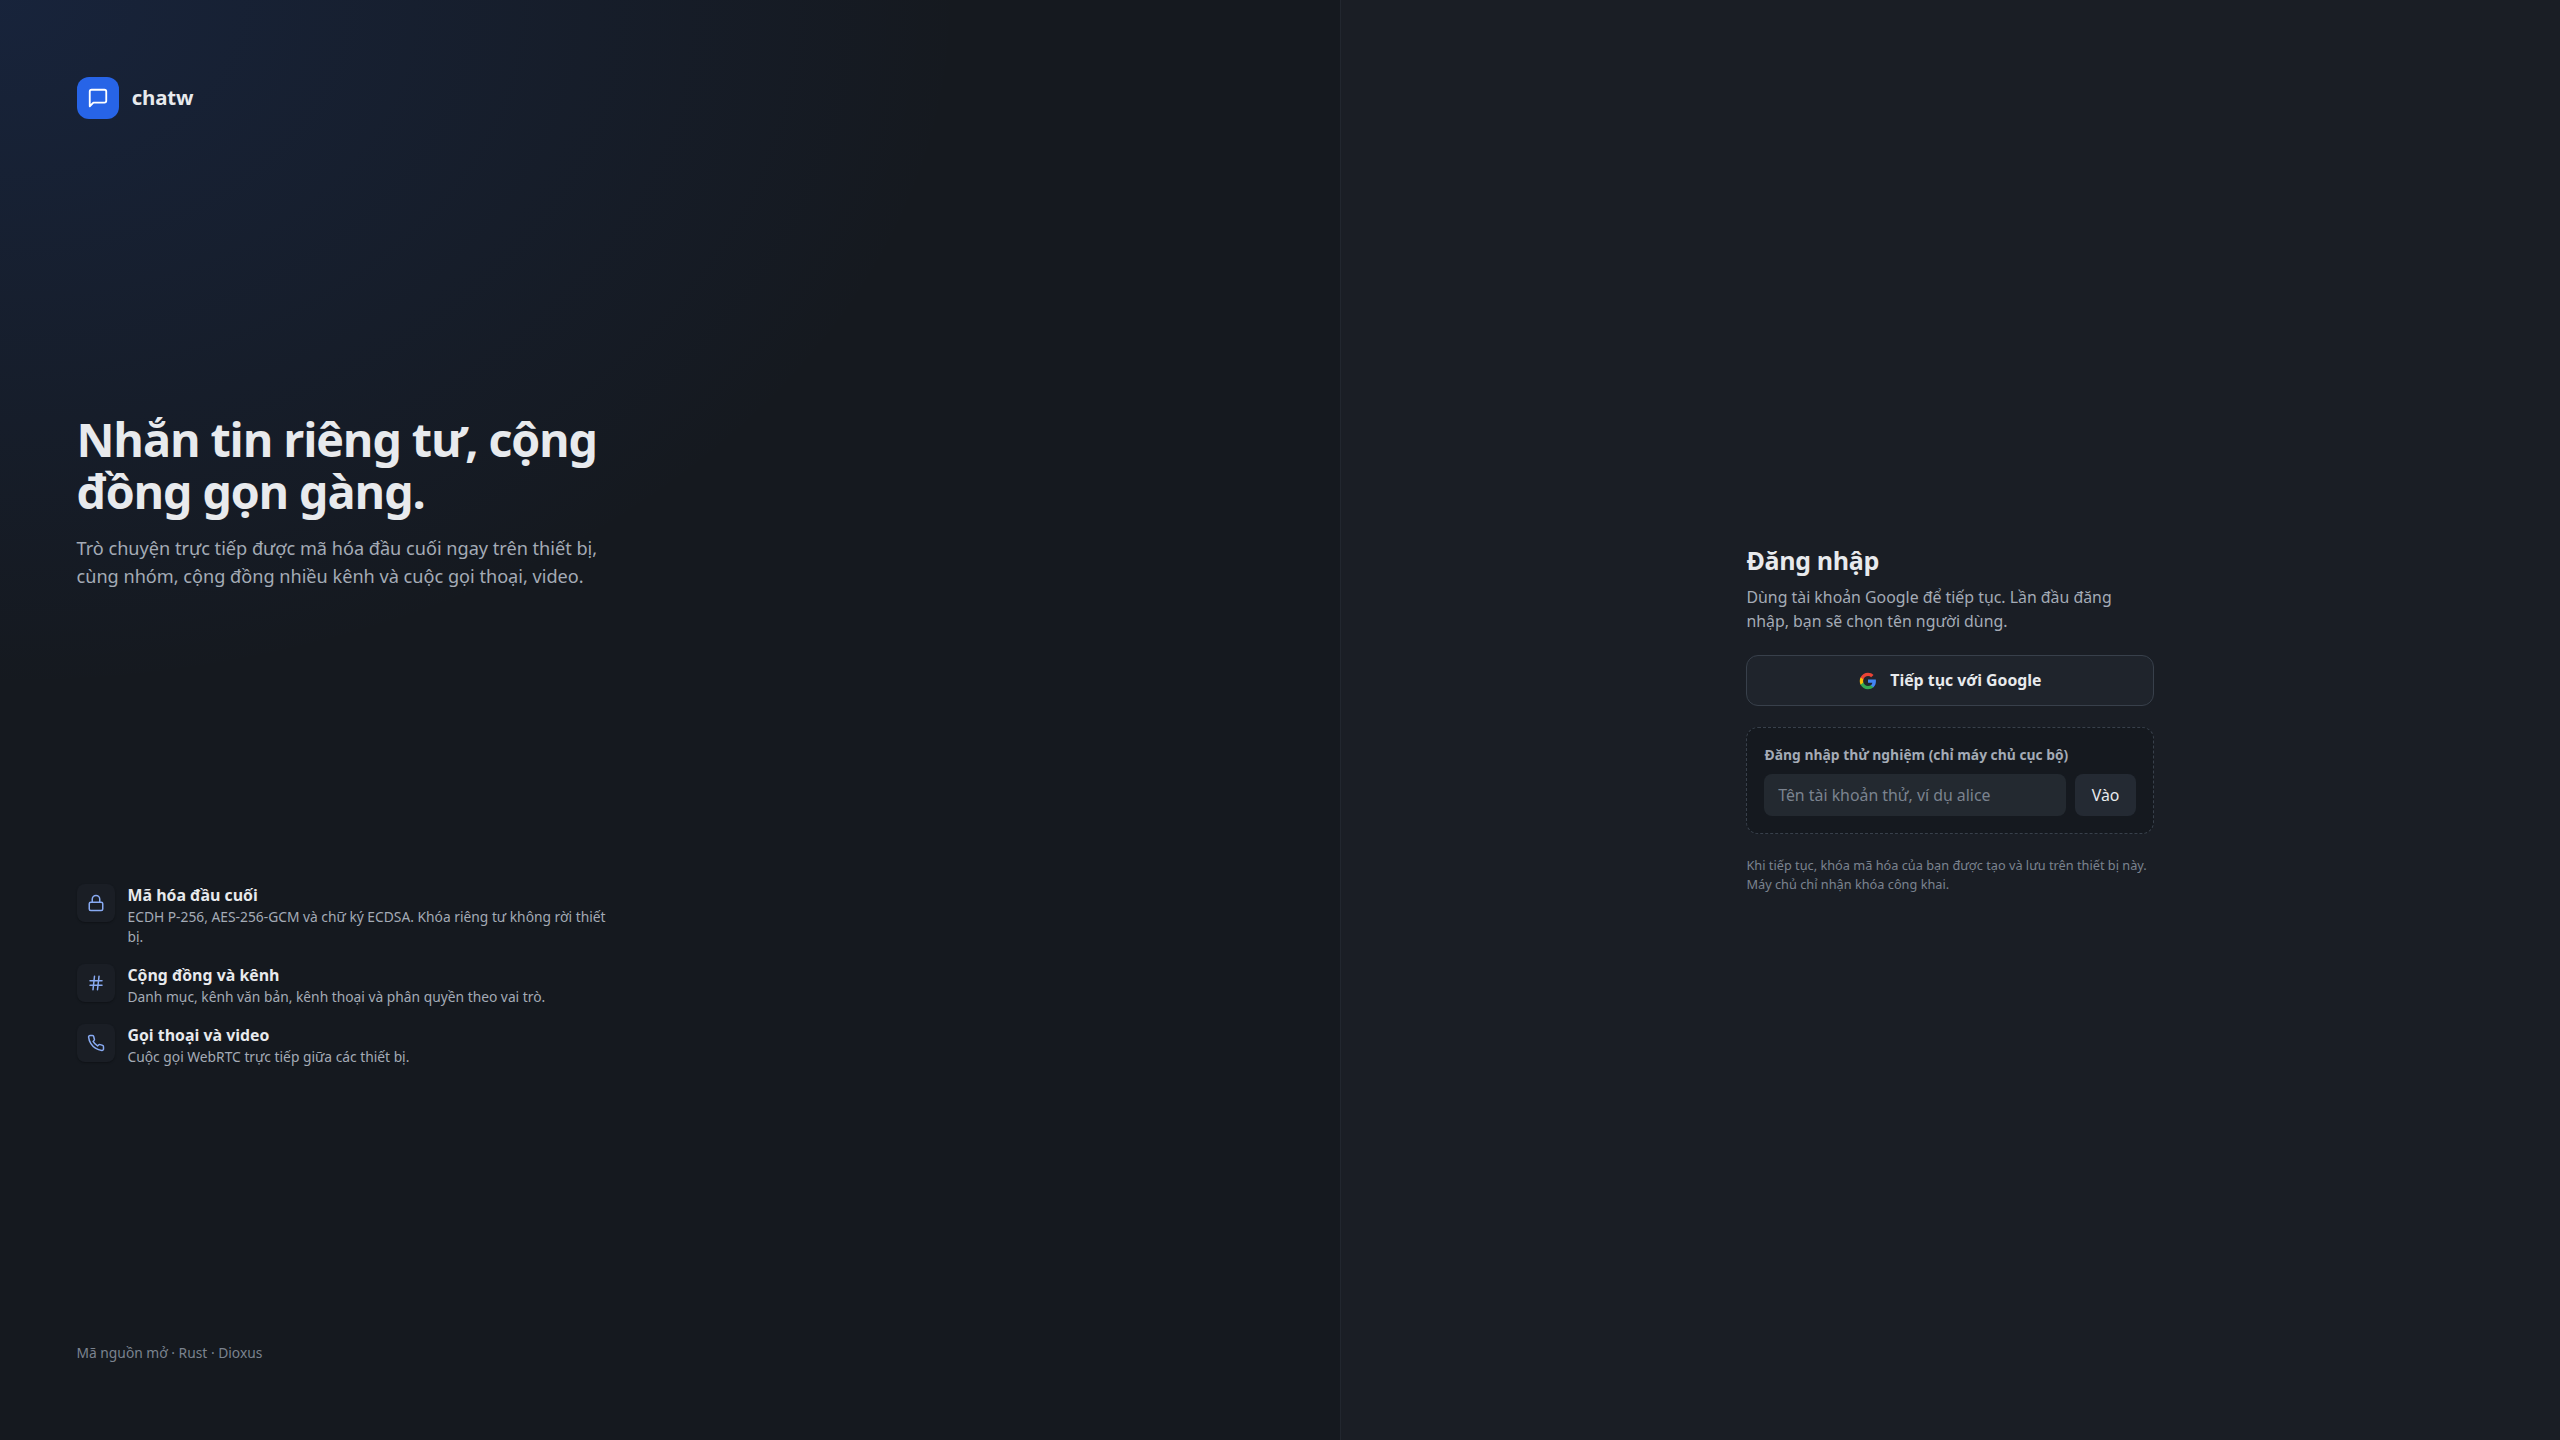 chatw
Nhắn tin riêng tư, cộng
đồng gọn gàng.
Trò chuyện trực tiếp được mã hóa đầu cuối ngay trên thiết bị,
cùng nhóm, cộng đồng nhiều kênh và cuộc gọi thoại, video.
Mã hóa đầu cuối
ECDH P-256, AES-256-GCM và chữ ký ECDSA. Khóa riêng tư không rời thiết
bị.
Cộng đồng và kênh
Danh mục, kênh văn bản, kênh thoại và phân quyền theo vai trò.
Gọi thoại và video
Cuộc gọi WebRTC trực tiếp giữa các thiết bị.
Mã nguồn mở · Rust · Dioxus
Đăng nhập
Dùng tài khoản Google để tiếp tục. Lần đầu đăng
nhập, bạn sẽ chọn tên người dùng.
Tiếp tục với Google
Đăng nhập thử nghiệm (chỉ máy chủ cục bộ)
Tên tài khoản thử, ví dụ alice
Vào
Khi tiếp tục, khóa mã hóa của bạn được tạo và lưu trên thiết bị này.
Máy chủ chỉ nhận khóa công khai.